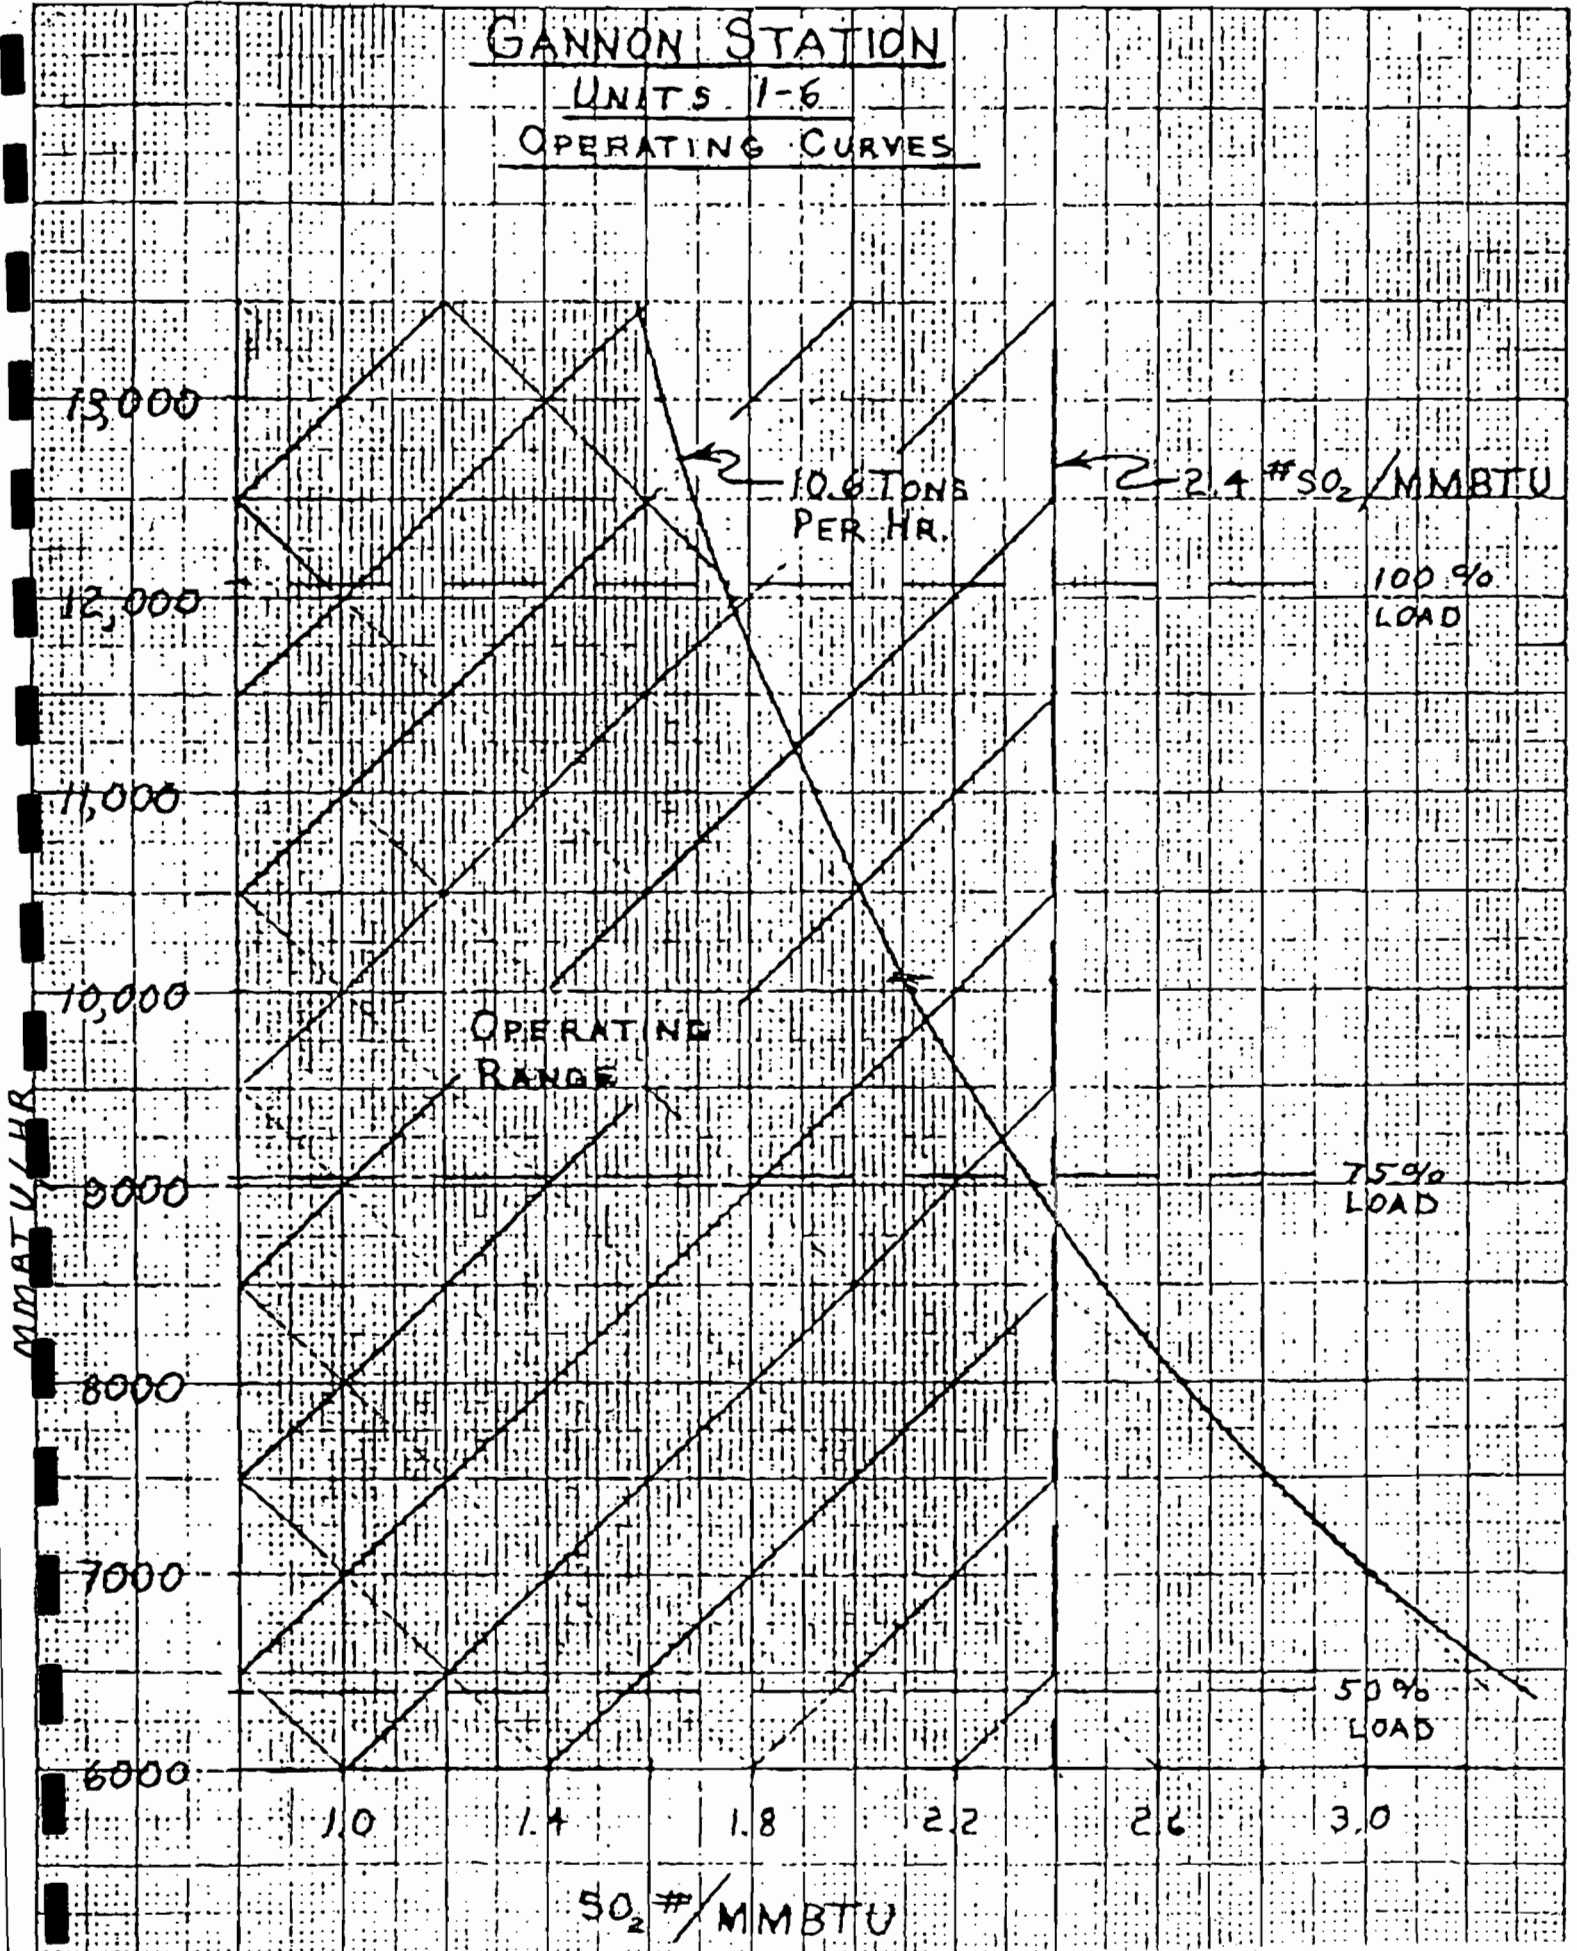 GANNON STATION
UNITS 1-6
OPERATING CURVES
13,000
10.6 TONS
PER HR.
2.4 #SO₂/MMBTU
100 %
LOAD
12,000
11,000
10,000
OPERATING
RANGE
MMBTU/HR
9000
75%
LOAD
8000
7000
50%
LOAD
6000
1.0 1.4 1.8 2.2 2.6 3.0
SO₂ #/MMBTU